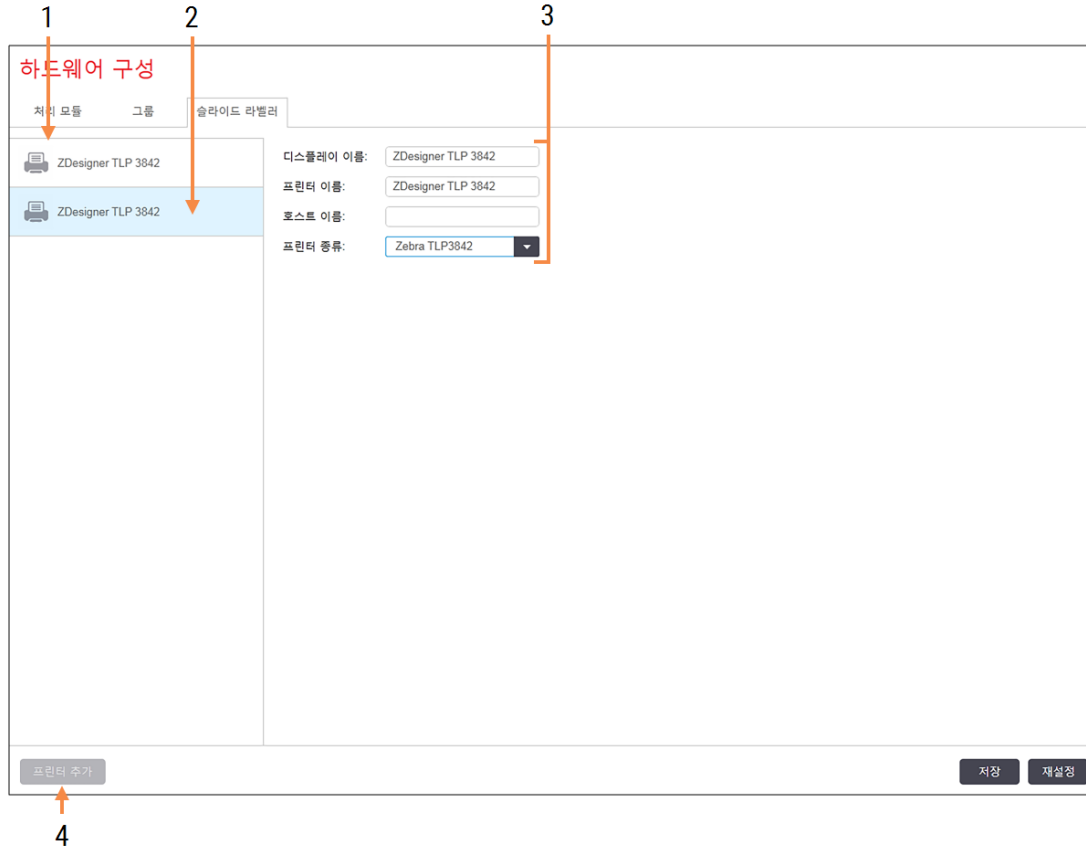 1
2
3
하드웨어 구성
처리 모듈
그룹
슬라이드 라벨러
ZDesigner TLP 3842
ZDesigner TLP 3842
디스플레이 이름: ZDesigner TLP 3842
프린터 이름: ZDesigner TLP 3842
호스트 이름:
프린터 종류: Zebra TLP3842
프린터 추가
저장
재설정
4